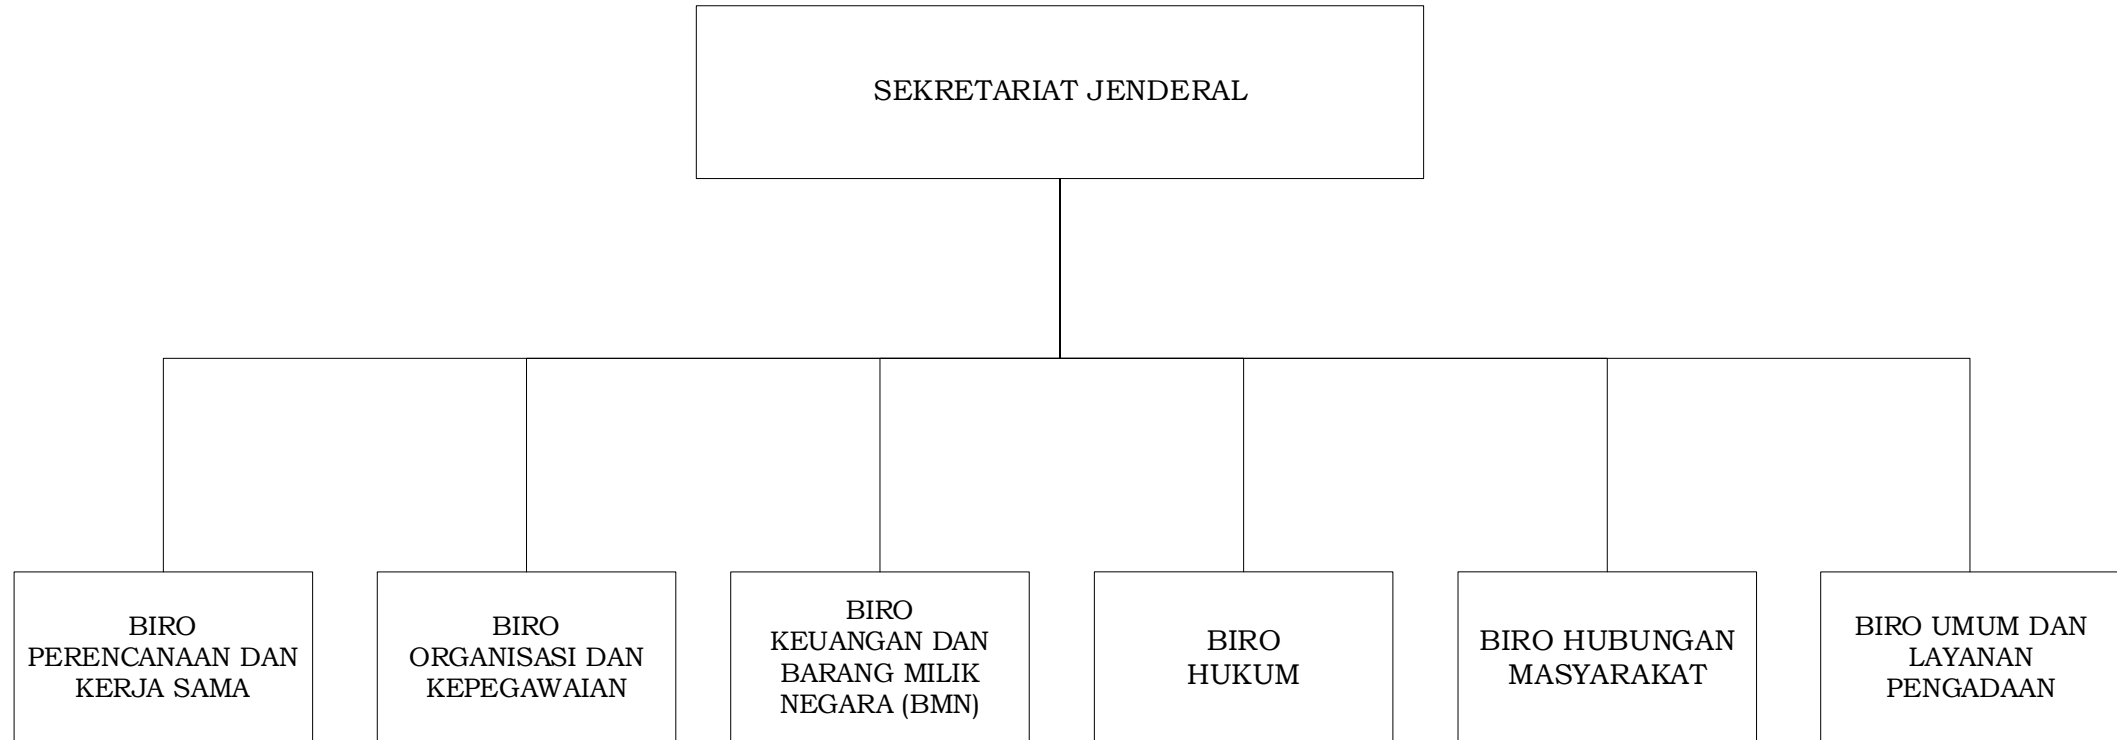 SEKRETARIAT JENDERAL
BIRO
PERENCANAAN DAN
KERJA SAMA
BIRO
ORGANISASI DAN
KEPEGAWAIAN
BIRO
KEUANGAN DAN
BARANG MILIK
NEGARA (BMN)
BIRO
HUKUM
BIRO HUBUNGAN
MASYARAKAT
BIRO UMUM DAN
LAYANAN
PENGADAAN